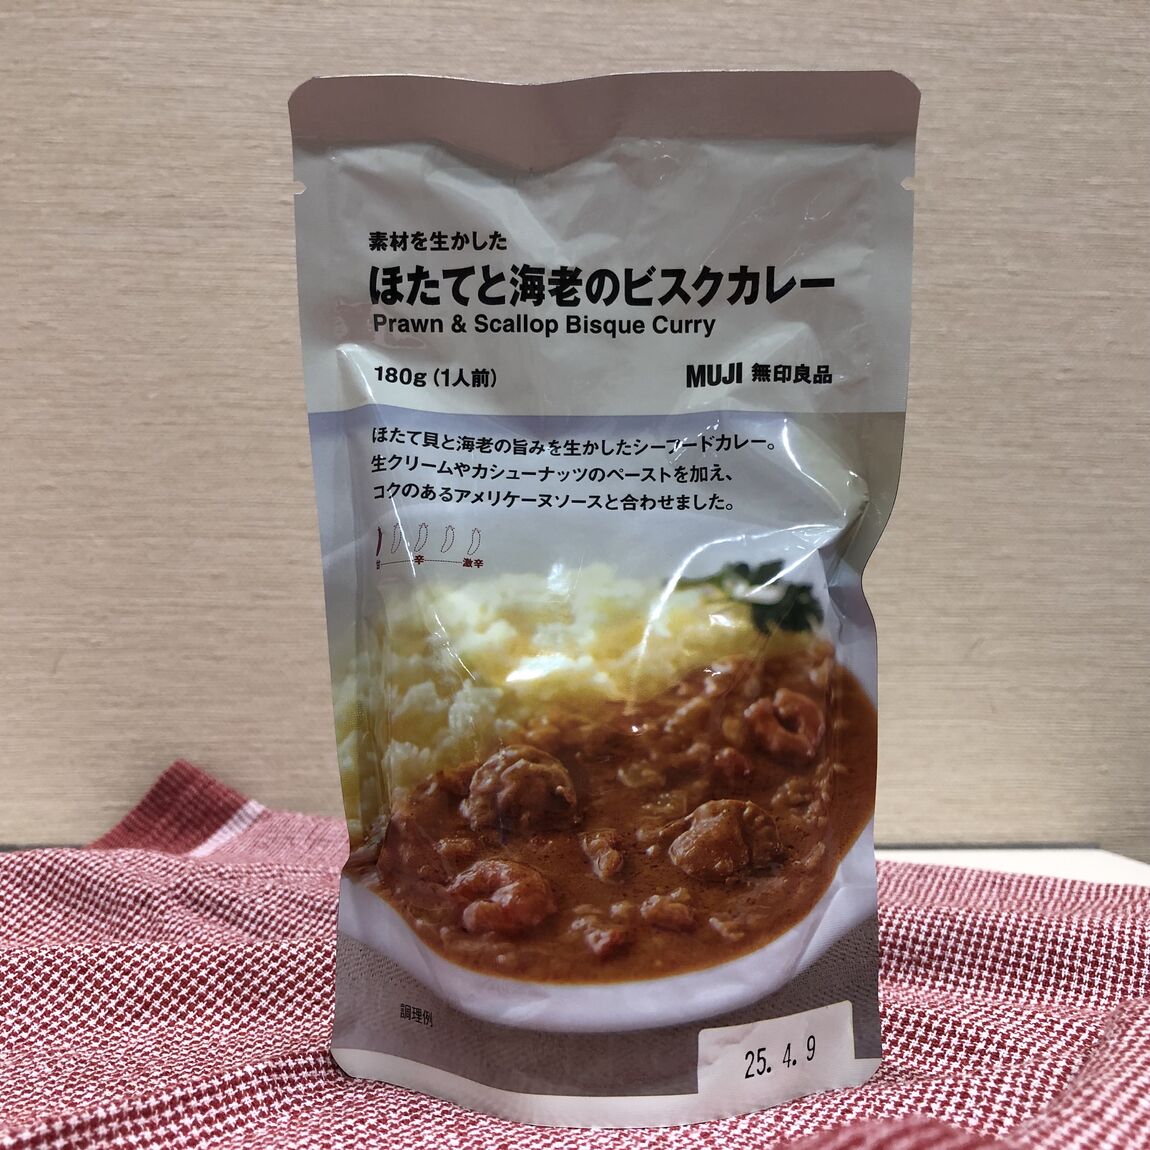 素材を生かした
ほたてと海老のビスクカレー
Prawn & Scallop Bisque Curry
180g(1人前)
MUJI 無印良品
ほたて貝と海老の旨みを生かしたシーフードカレー。
生クリームやカシューナッツのペーストを加え、
コクのあるアメリケーヌソースと合わせました。
甘 辛 激辛
調理例
25. 4. 9